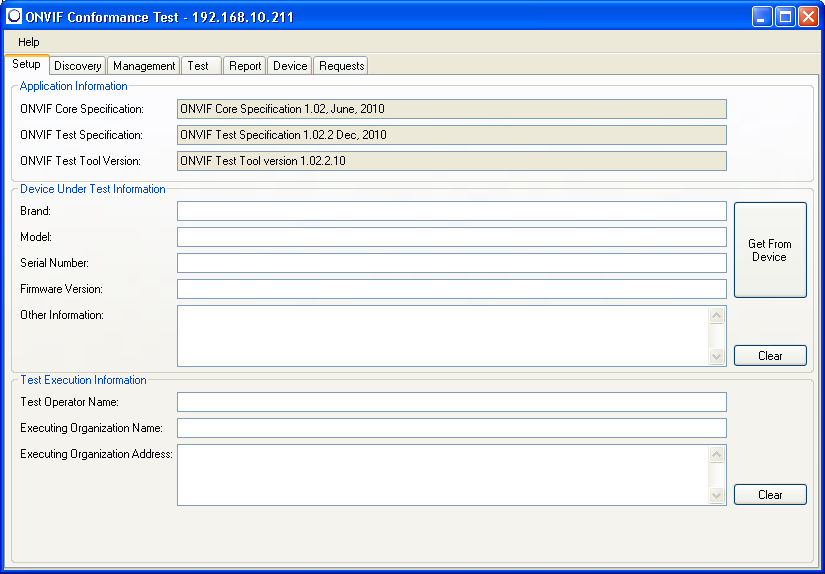 ONVIF Conformance Test - 192.168.10.211
Help
Setup Discovery Management Test Report Device Requests
Application Information
ONVIF Core Specification: ONVIF Core Specification 1.02, June, 2010
ONVIF Test Specification: ONVIF Test Specification 1.02.2 Dec, 2010
ONVIF Test Tool Version: ONVIF Test Tool version 1.02.2.10
Device Under Test Information
Brand:
Model:
Get From
Device
Serial Number:
Firmware Version:
Other Information:
Clear
Test Execution Information
Test Operator Name:
Executing Organization Name:
Executing Organization Address:
Clear